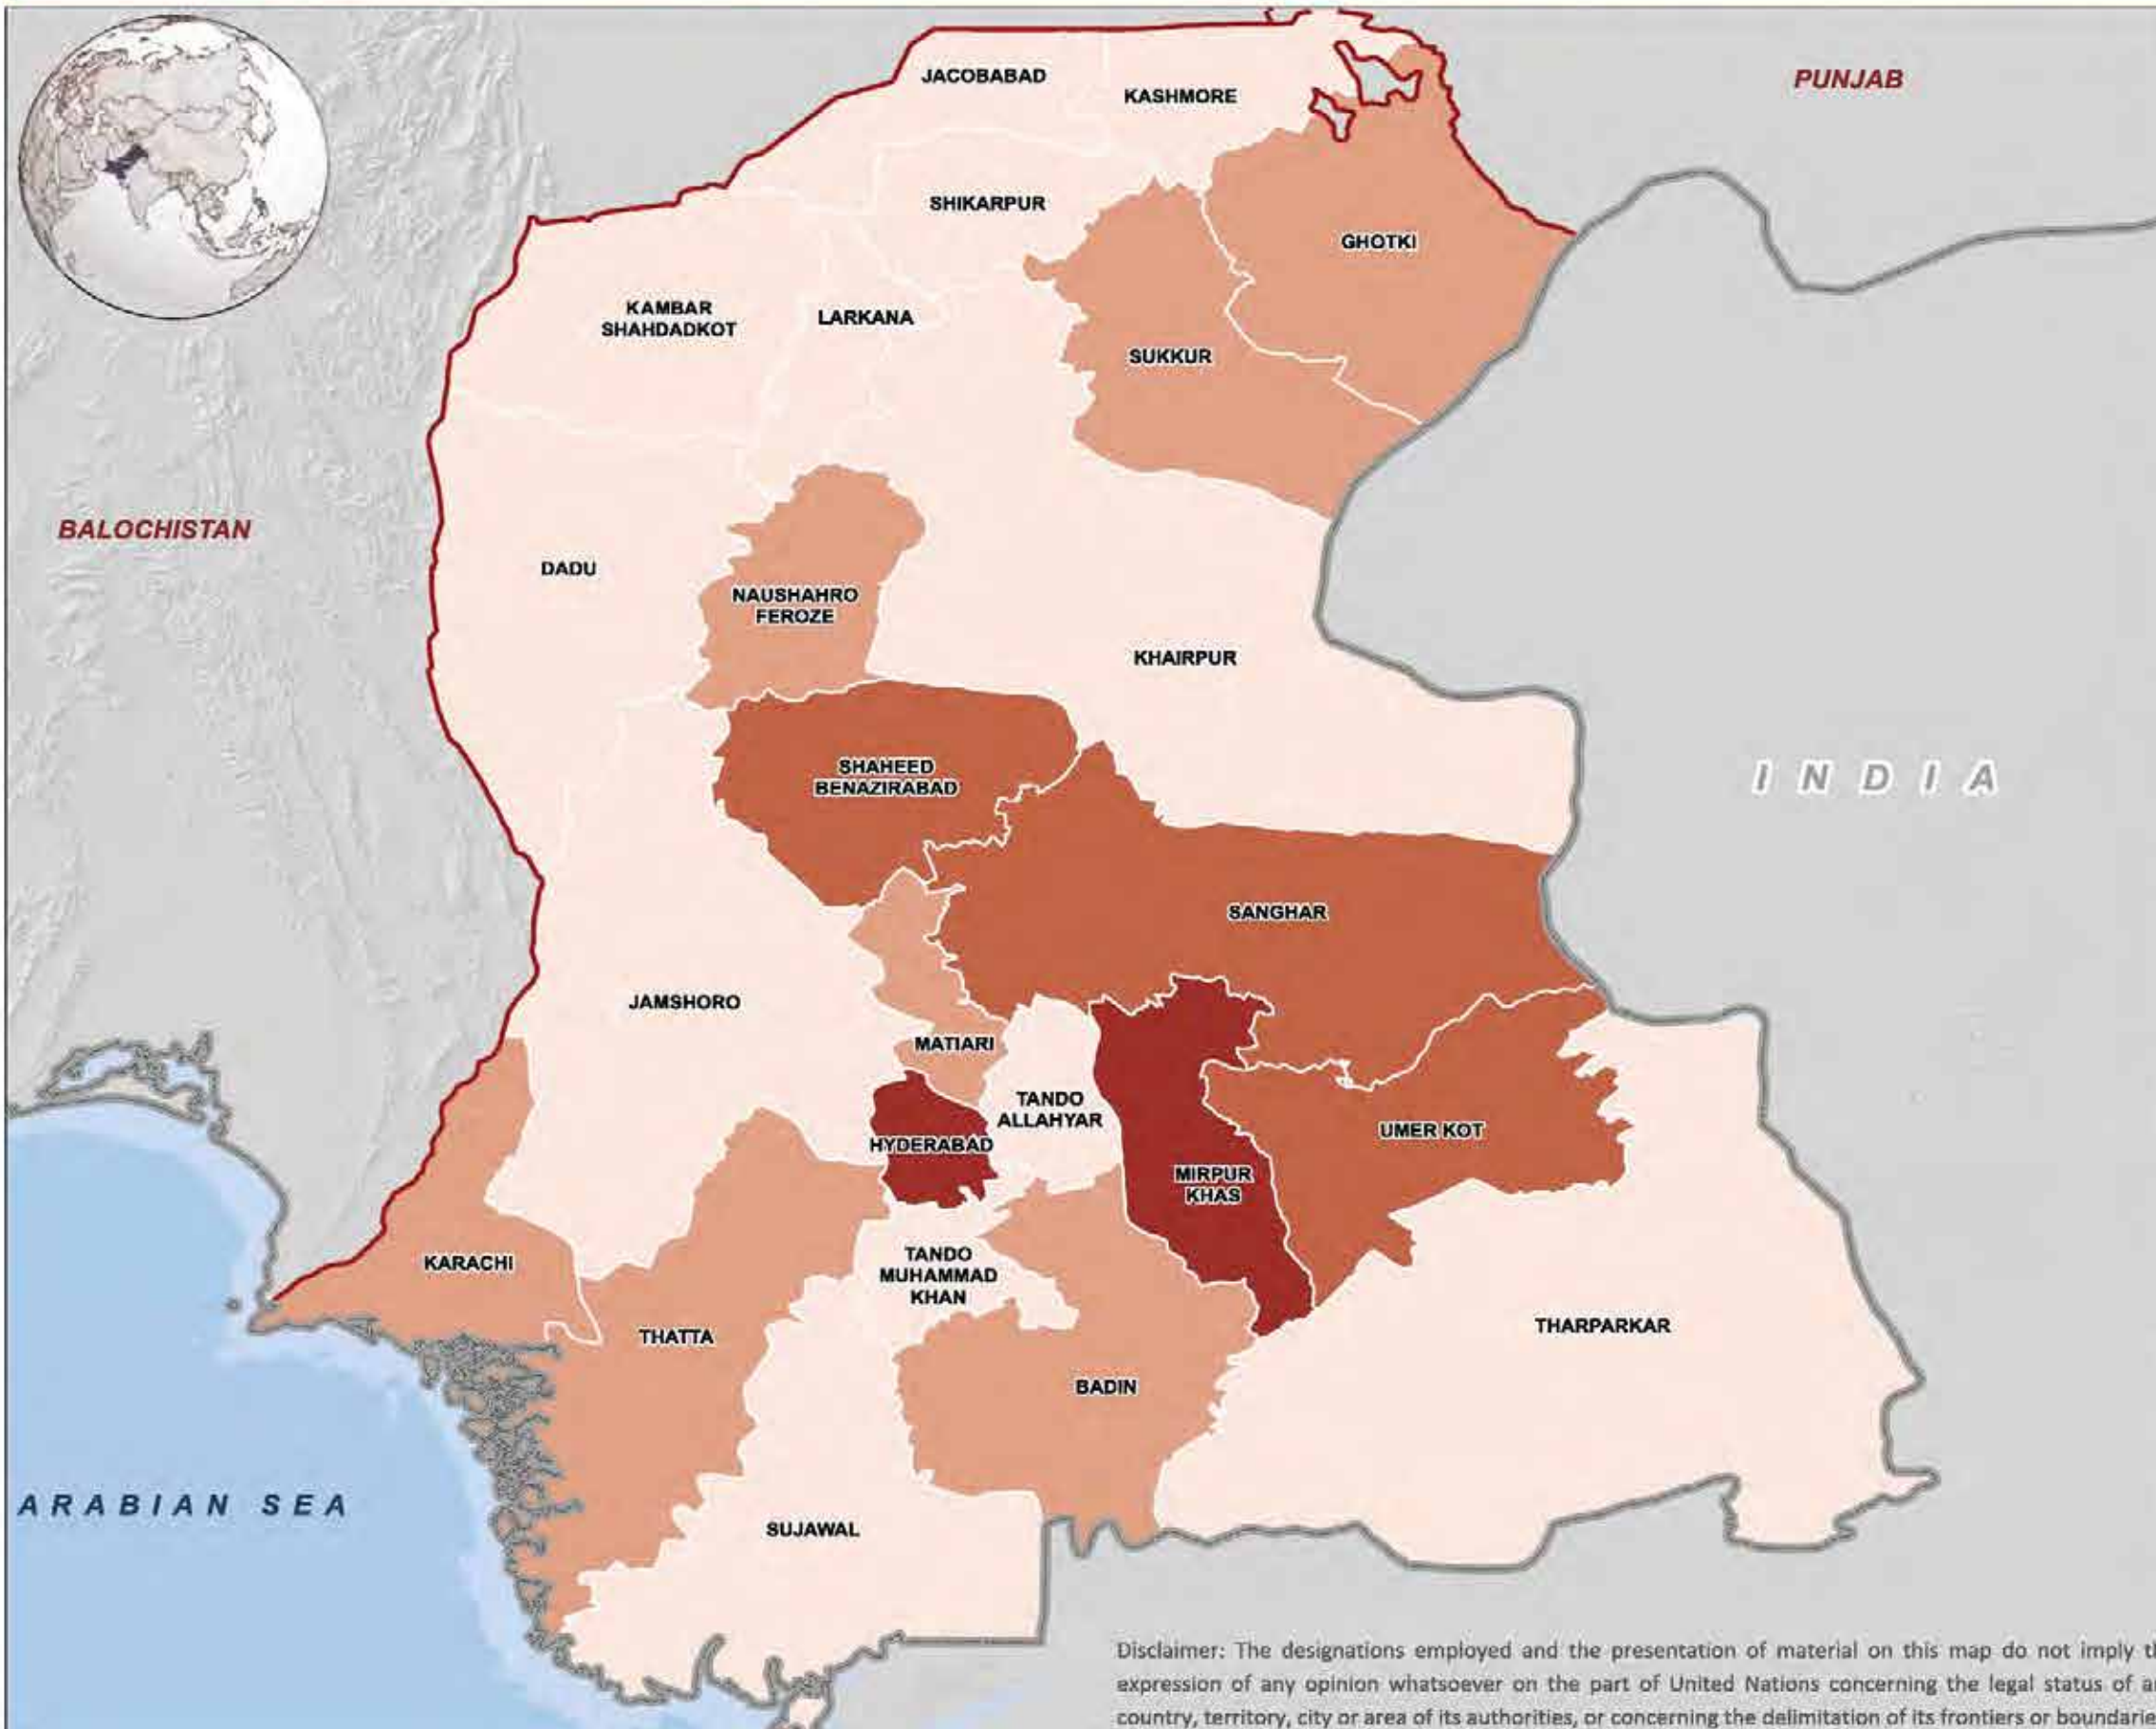 JACOBABAD
PUNJAB
KASHMORE
SHIKARPUR
GHOTKI
KAMBAR
SHAHDADKOT
LARKANA
SUKKUR
BALOCHISTAN
DADU
NAUSHAHRO
FEROZE
KHAIRPUR
SHAHEED
BENAZIRABAD
INDIA
SANGHAR
JAMSHORO
MATIARI
TANDO
ALLAHYAR
UMER KOT
HYDERABAD
MIRPUR
KHAS
KARACHI
TANDO
MUHAMMAD
KHAN
THATTA
THARPARKAR
BADIN
ARABIAN SEA
SUJAWAL
Disclaimer: The designations employed and the presentation of material on this map do not imply
expression of any opinion whatsoever on the part of United Nations concerning the legal status of
country, territory, city or area of its authorities, or concerning the delimitation of its frontiers or